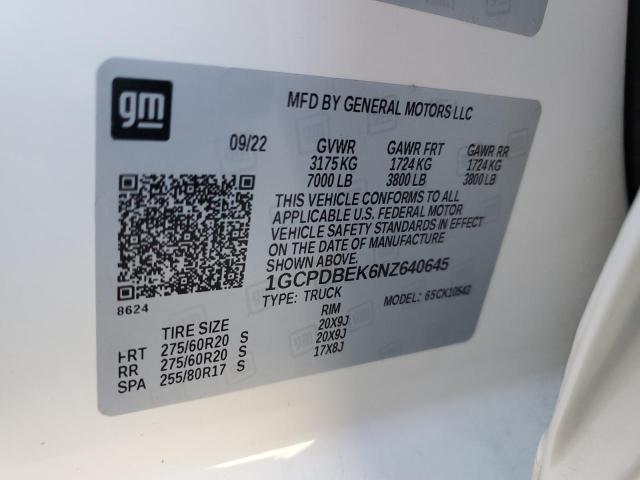 gm
MFD BY GENERAL MOTORS LLC
09/22 GVWR GAWR FRT GAWR RR
3175 KG 1724 KG 1724 KG
7000 LB 3800 LB 3800 LB
THIS VEHICLE CONFORMS TO ALL
APPLICABLE U.S. FEDERAL MOTOR
VEHICLE SAFETY STANDARDS IN EFFECT
ON THE DATE OF MANUFACTURE
SHOWN ABOVE.
1GCPDBEK6NZ640645
TYPE: TRUCK MODEL: 65CK10543
8624
TIRE SIZE RIM
FRT 275/60R20 S 20X9J
RR 275/60R20 S 20X9J
SPA 255/80R17 S 17X8J